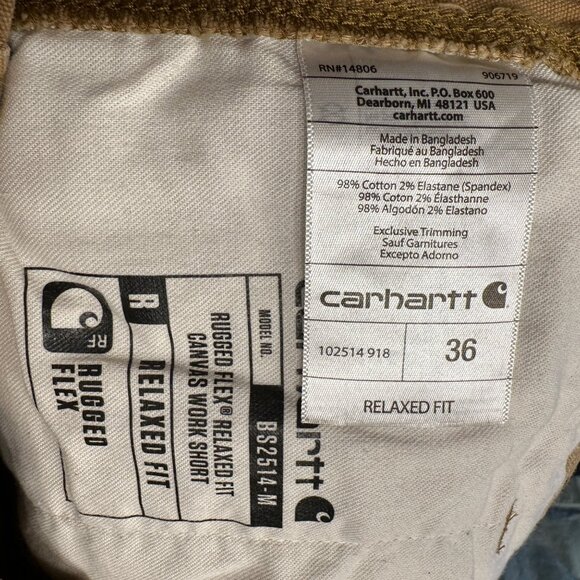 RN#14806
906719
Carhartt, Inc. P.O. Box 600
Dearborn, MI 48121 USA
carhartt.com
Made in Bangladesh
Fabriqué au Bangladesh
Hecho en Bangladesh
98% Cotton 2% Elastane (Spandex)
98% Coton 2% Élasthanne
98% Algodón 2% Elastano
Exclusive Trimming
Sauf Garnitures
Excepto Adorno
carhartt
102514 918
36
RELAXED FIT
MODEL NO.
BS2514-M
RUGGED FLEX® RELAXED FIT
CANVAS WORK SHORT
R
RELAXED FIT
RF
RUGGED
FLEX